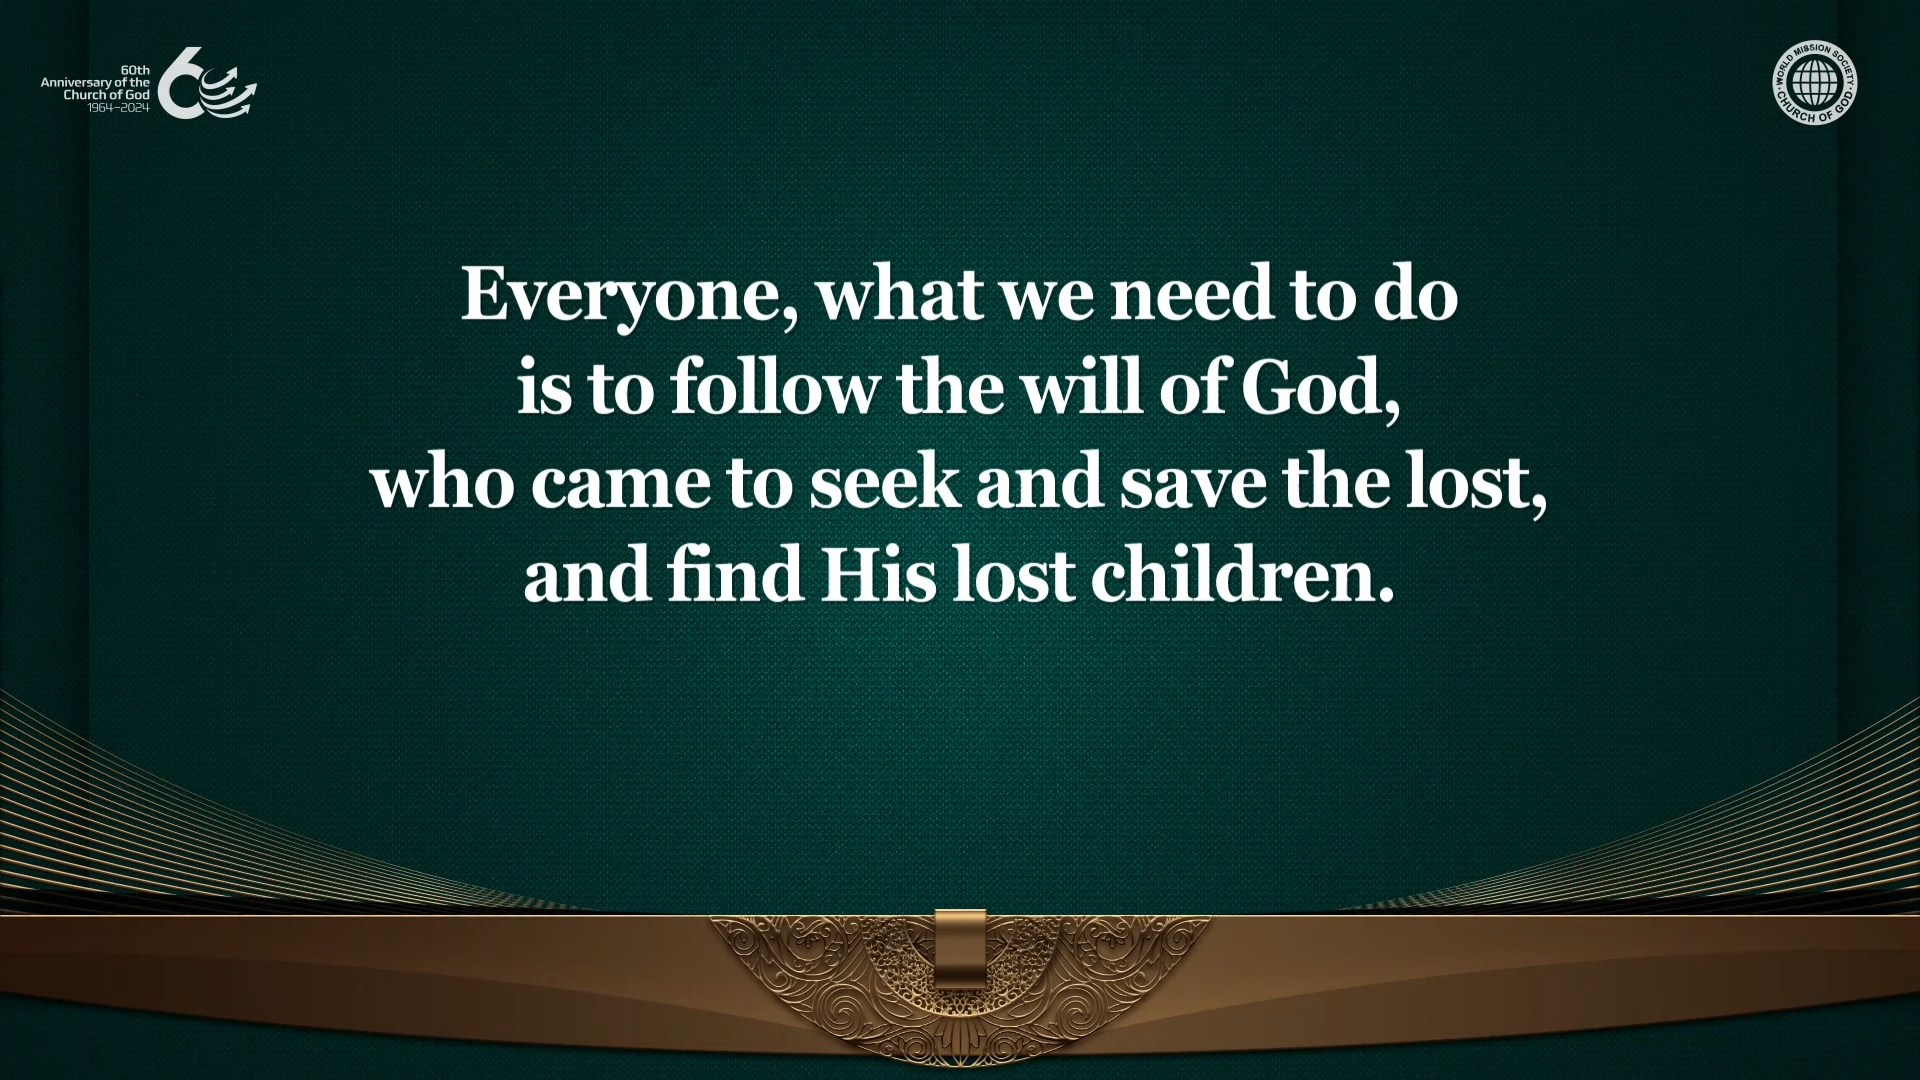 60th
Anniversary of the
Church of God
1964–2024
60
WORLD MISSION SOCIETY
CHURCH OF GOD
Everyone, what we need to do
is to follow the will of God,
who came to seek and save the lost,
and find His lost children.